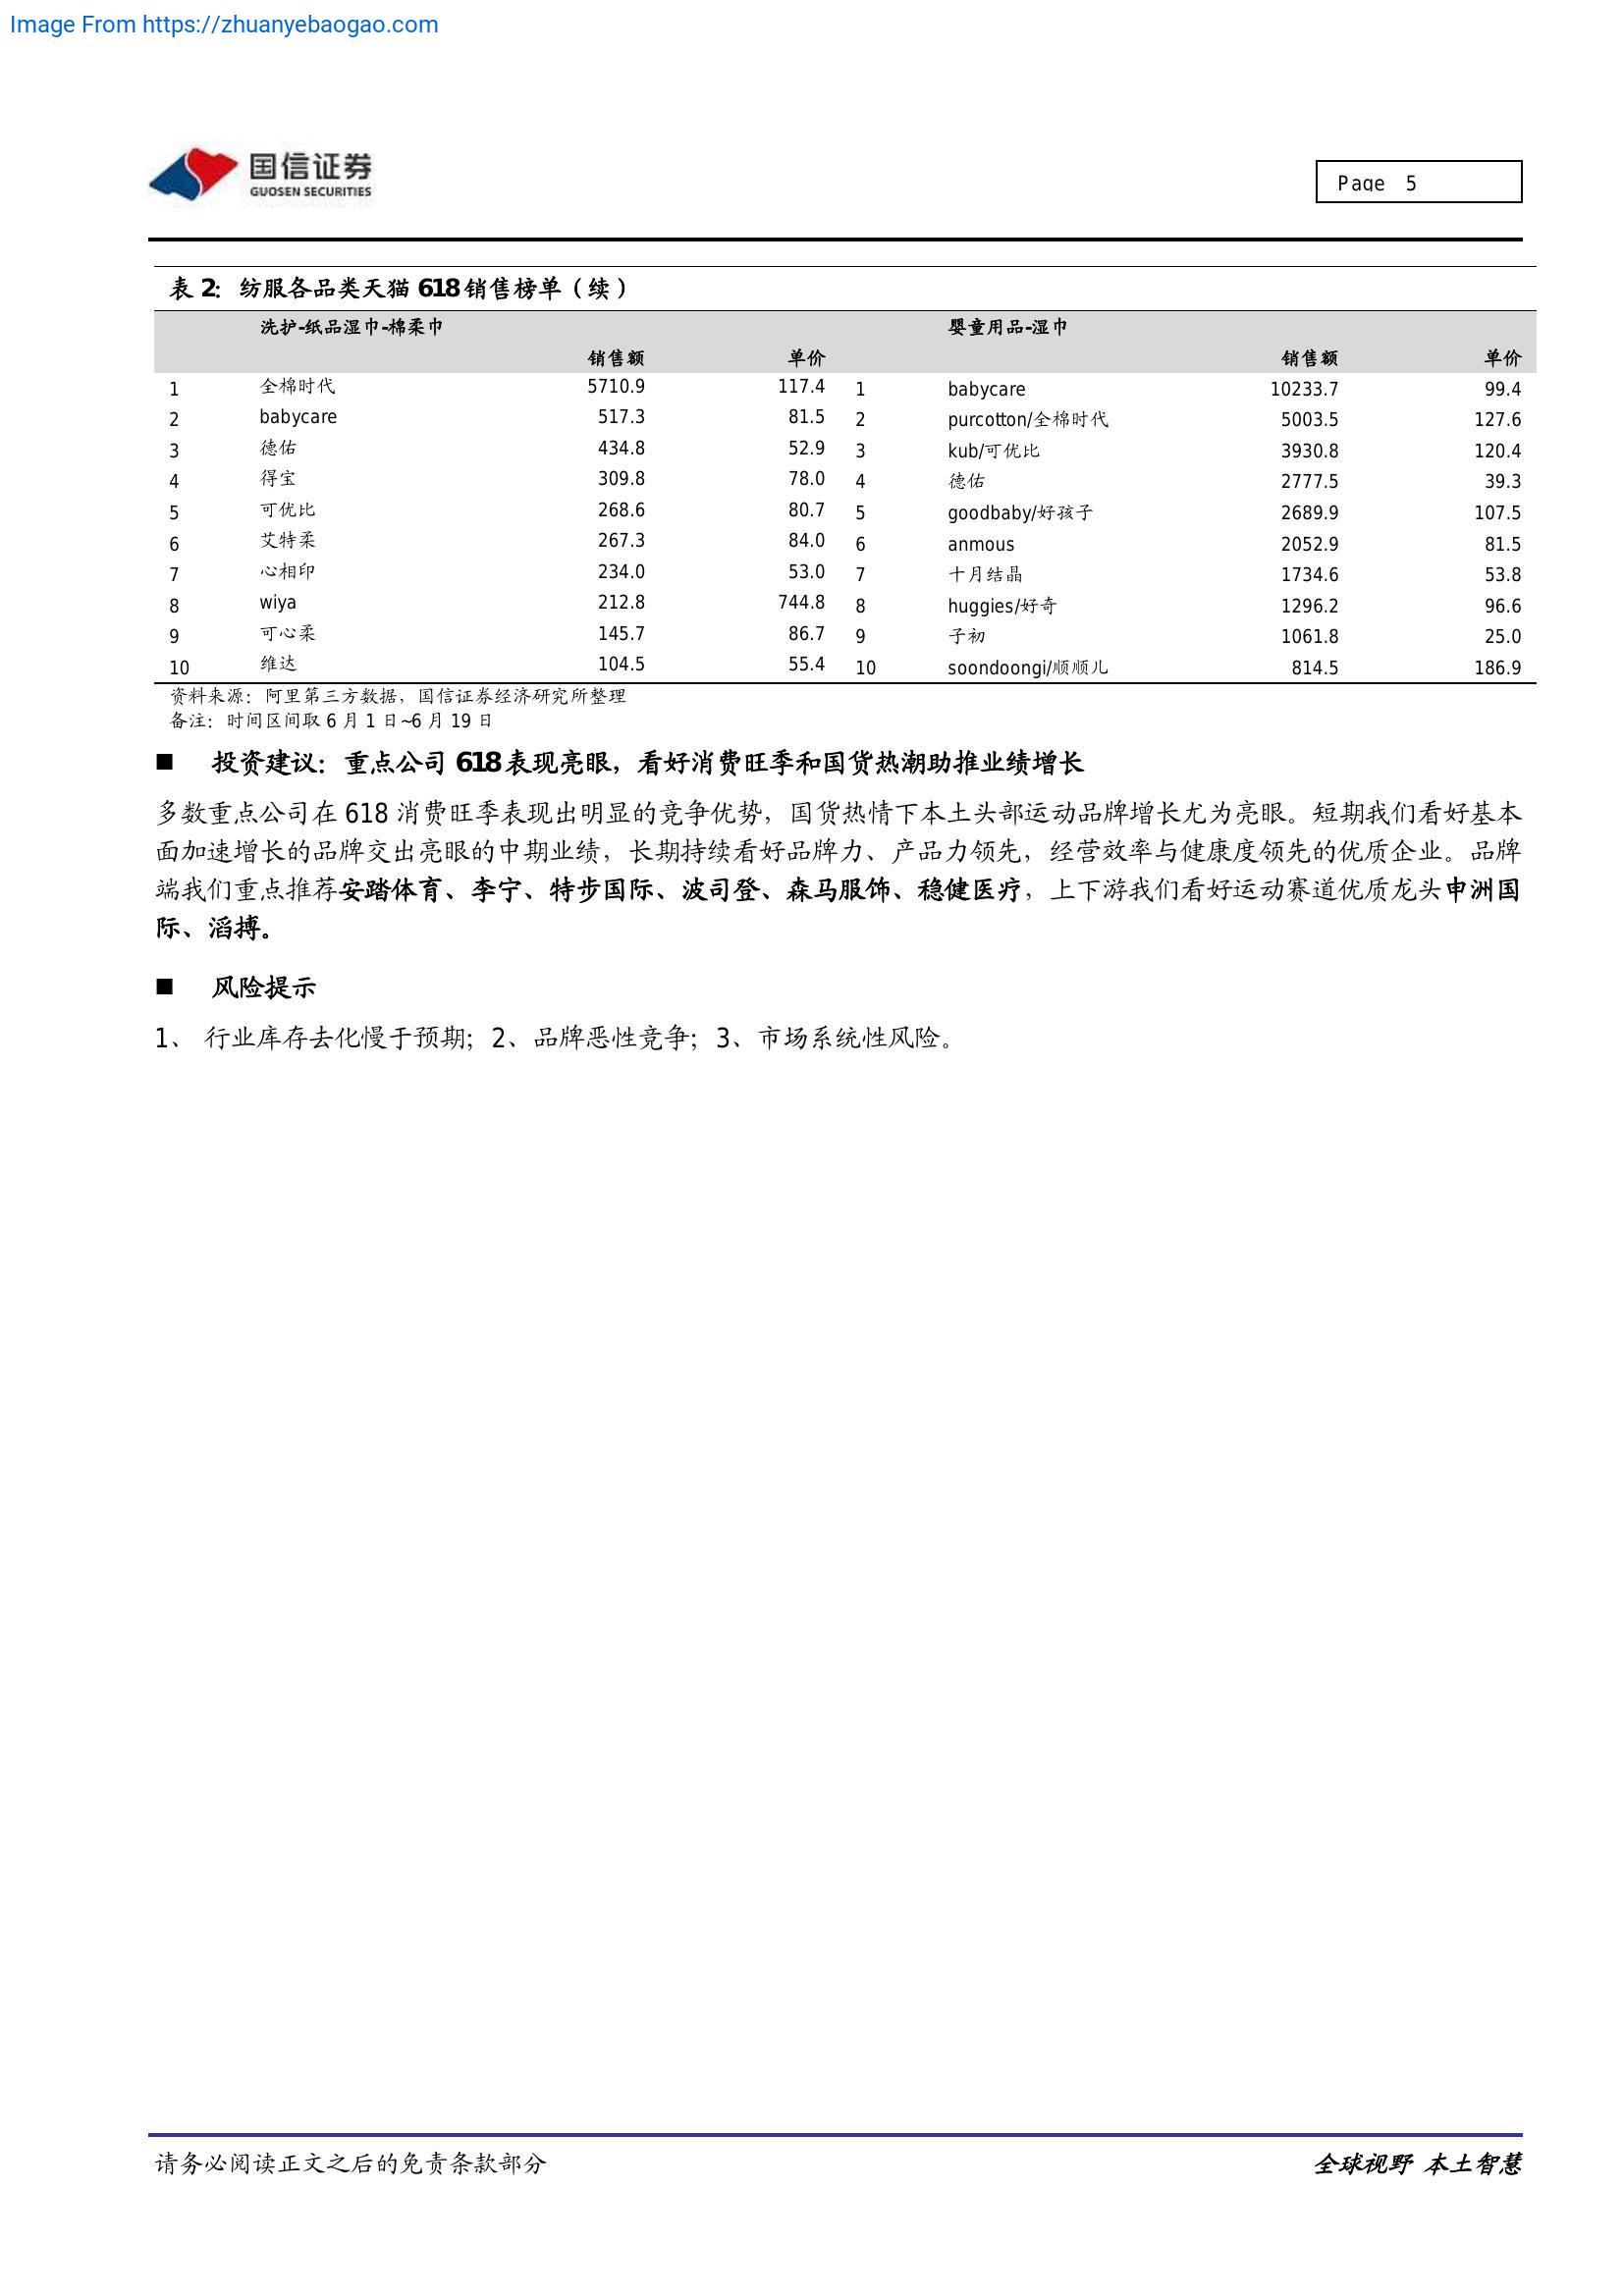 Image From https://zhuanyebaogao.com
国信证券
GUOSEN SECURITIES
Page 5
表 2：纺服各品类天猫 618 销售榜单（续）
洗护-纸品湿巾-棉柔巾 婴童用品-湿巾
销售额 单价 销售额 单价
1 全棉时代 5710.9 117.4 1 babycare 10233.7 99.4
2 babycare 517.3 81.5 2 purcotton/全棉时代 5003.5 127.6
3 德佑 434.8 52.9 3 kub/可优比 3930.8 120.4
4 得宝 309.8 78.0 4 德佑 2777.5 39.3
5 可优比 268.6 80.7 5 goodbaby/好孩子 2689.9 107.5
6 艾特柔 267.3 84.0 6 anmous 2052.9 81.5
7 心相印 234.0 53.0 7 十月结晶 1734.6 53.8
8 wiya 212.8 744.8 8 huggies/好奇 1296.2 96.6
9 可心柔 145.7 86.7 9 子初 1061.8 25.0
10 维达 104.5 55.4 10 soondoongi/顺顺儿 814.5 186.9
资料来源：阿里第三方数据，国信证券经济研究所整理
备注：时间区间取 6 月 1 日~6 月 19 日
■ 投资建议：重点公司 618 表现亮眼，看好消费旺季和国货热潮助推业绩增长
多数重点公司在 618 消费旺季表现出明显的竞争优势，国货热情下本土头部运动品牌增长尤为亮眼。短期我们看好基本
面加速增长的品牌交出亮眼的中期业绩，长期持续看好品牌力、产品力领先，经营效率与健康度领先的优质企业。品牌
端我们重点推荐安踏体育、李宁、特步国际、波司登、森马服饰、稳健医疗，上下游我们看好运动赛道优质龙头申洲国
际、滔搏。
■ 风险提示
1、 行业库存去化慢于预期；2、品牌恶性竞争；3、市场系统性风险。
请务必阅读正文之后的免责条款部分
全球视野 本土智慧